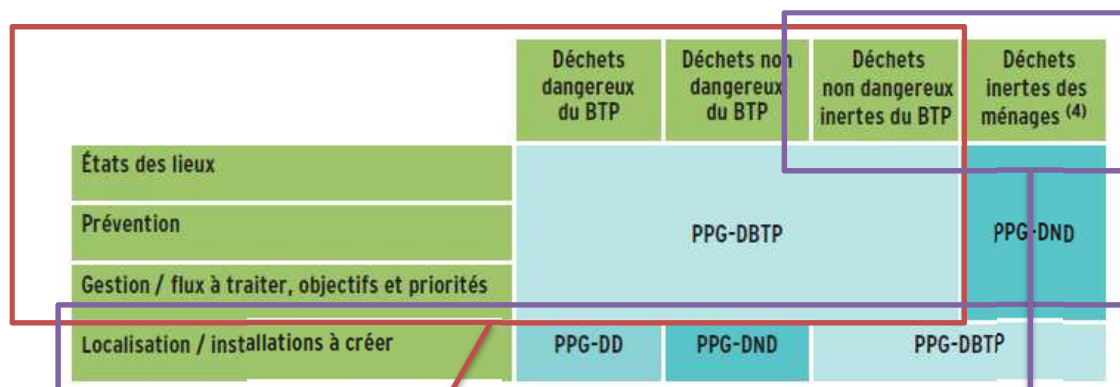 Déchets
dangereux
du BTP
Déchets non
dangereux
du BTP
Déchets
non dangereux
inertes du BTP
Déchets
inertes des
ménages (4)
États des lieux
Prévention
Gestion / flux à traiter, objectifs et priorités
PPG-DBTP
PPG-DND
Localisation / installations à créer
PPG-DD
PPG-DND
PPG-DBTP